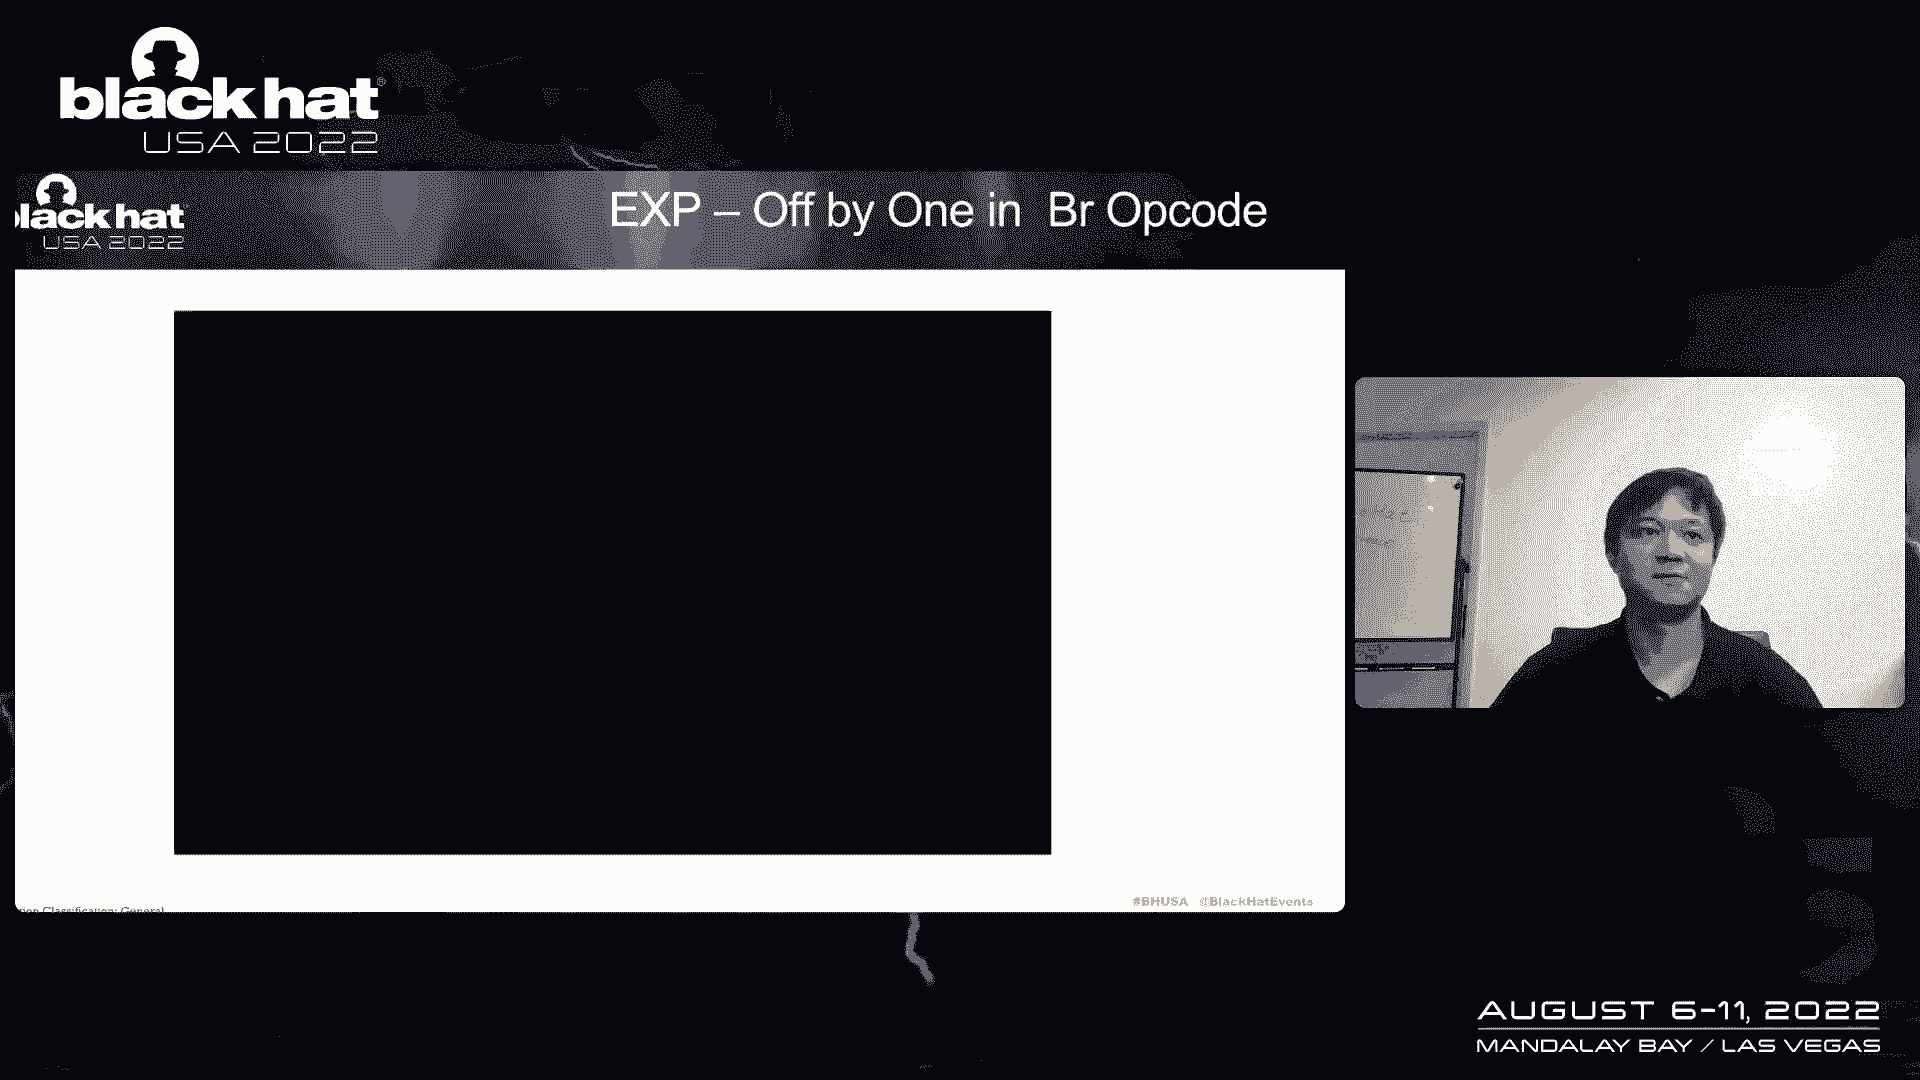 black hat®
USA 2022
black hat®
USA 2022
EXP – Off by One in Br Opcode
Classification: General
#BHUSA @BlackHatEvents
AUGUST 6-11, 2022
MANDALAY BAY / LAS VEGAS